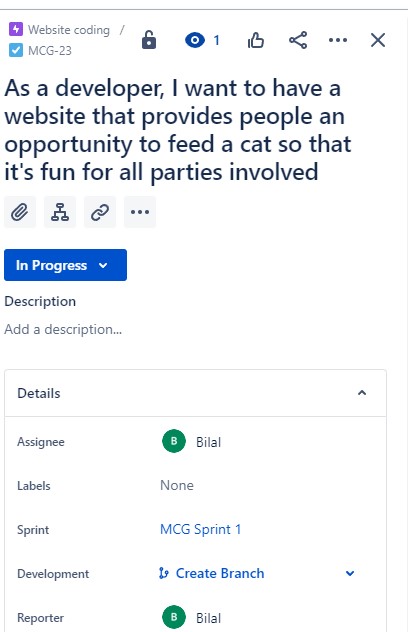 Website coding /
MCG-23
1
As a developer, I want to have a
website that provides people an
opportunity to feed a cat so that
it's fun for all parties involved
In Progress
Description
Add a description...
Details
Assignee
B Bilal
Labels
None
Sprint
MCG Sprint 1
Development
Create Branch
Reporter
B Bilal